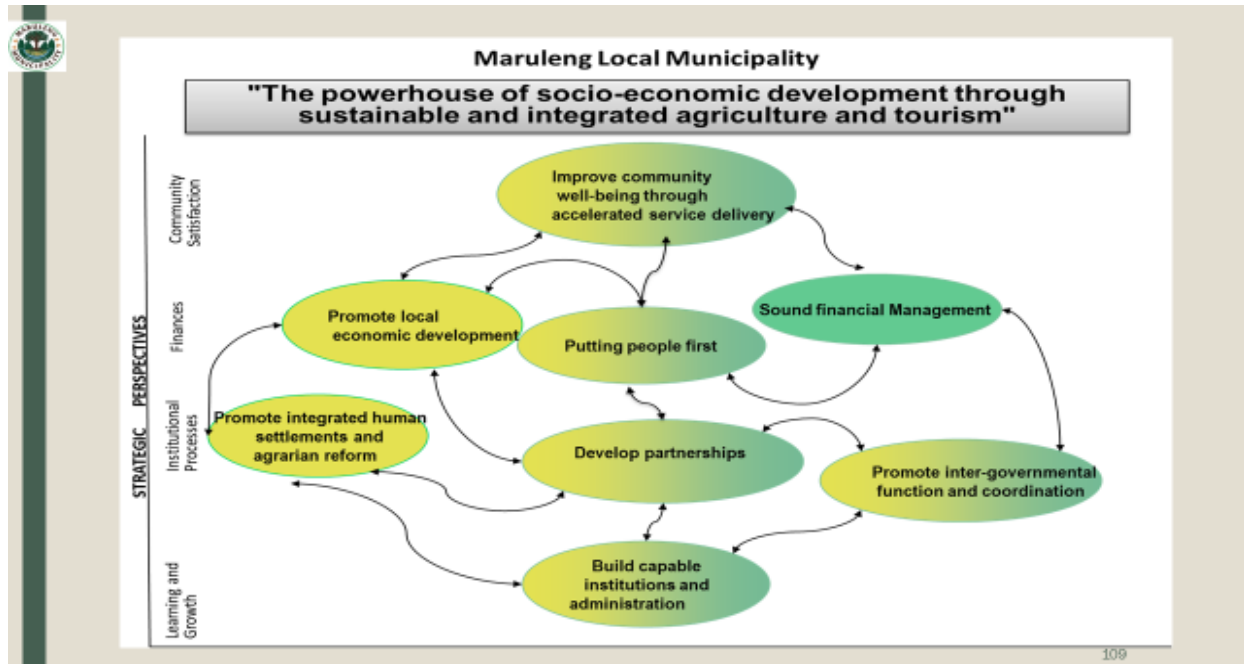 MARULENG
MUNICIPALITY
Maruleng Local Municipality
"The powerhouse of socio-economic development through
sustainable and integrated agriculture and tourism"
STRATEGIC PERSPECTIVES
Community
Satisfaction
Finances
Institutional
Processes
Learning and
Growth
Improve community
well-being through
accelerated service delivery
Promote local
economic development
Putting people first
Sound financial Management
Promote integrated human
settlements and
agrarian reform
Develop partnerships
Promote inter-governmental
function and coordination
Build capable
institutions and
administration
109